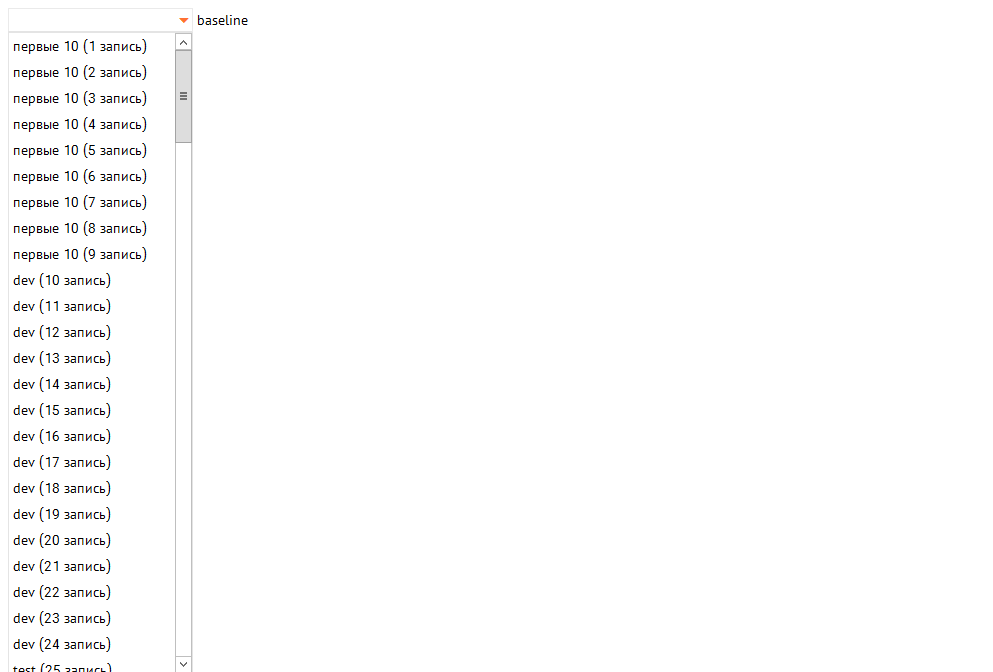 baseline
первые 10 (1 запись)
первые 10 (2 запись)
первые 10 (3 запись)
первые 10 (4 запись)
первые 10 (5 запись)
первые 10 (6 запись)
первые 10 (7 запись)
первые 10 (8 запись)
первые 10 (9 запись)
dev (10 запись)
dev (11 запись)
dev (12 запись)
dev (13 запись)
dev (14 запись)
dev (15 запись)
dev (16 запись)
dev (17 запись)
dev (18 запись)
dev (19 запись)
dev (20 запись)
dev (21 запись)
dev (22 запись)
dev (23 запись)
dev (24 запись)
test (25 запись)